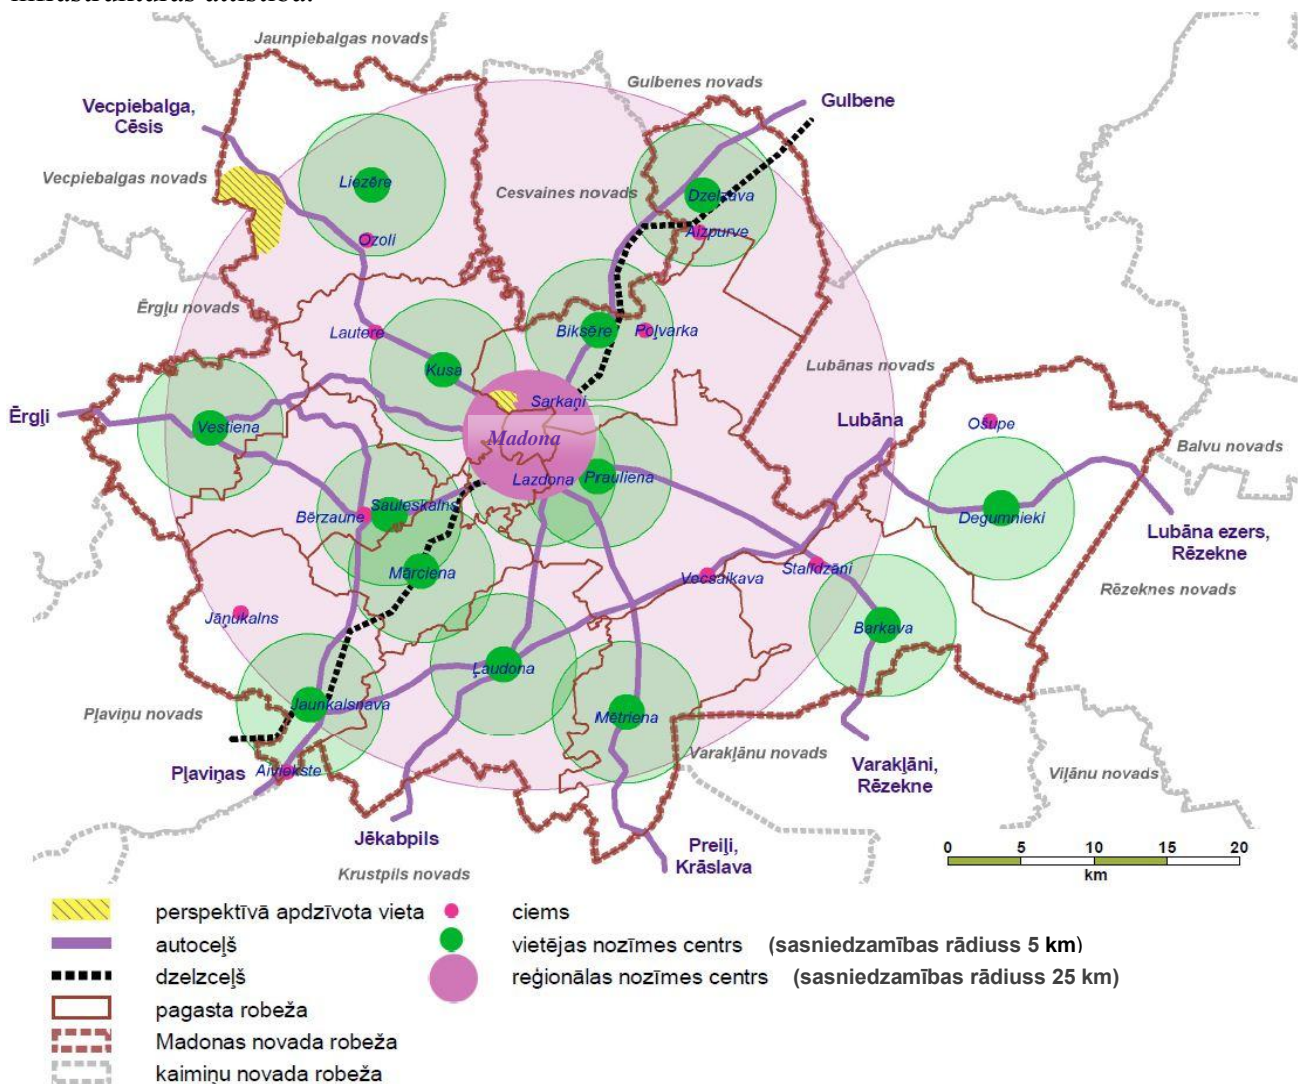 infrastruktūras attīstība.
Jaunpiebalgas novads
Gulbenes novads
Vecpiebalga,
Cēsis
Gulbene
Vecpiebalgas novads
Liezēre
Cesvaines novads
Dzelzava
Aizpurve
Ozoli
Ērgļu novads
Lautere
Biksēre
Poļvarka
Kusa
Lubānas novads
Sarkaņi
Ērgļi
Vestiena
Madona
Lubāna
Ošupe
Balvu novads
Lazdona
Prauliena
Sauleskalns
Bērzaune
Degumnieki
Lubāna ezers,
Rēzekne
Mārciena
Vecsaikava
Stalīdzāni
Rēzeknes novads
Jāņukalns
Barkava
Ļaudona
Jaunkalsnava
Mētriena
Pļaviņu novads
Varakļānu novads
Pļaviņas
Aiviekste
Varakļāni,
Rēzekne
Viļānu novads
Jēkabpils
Preiļi,
Krāslava
Krustpils novads
0 5 10 15 20
km
perspektīvā apdzīvota vieta
ciems
autoceļš
vietējas nozīmes centrs (sasniedzamības rādiuss 5 km)
dzelzceļš
reģionālas nozīmes centrs (sasniedzamības rādiuss 25 km)
pagasta robeža
Madonas novada robeža
kaimiņu novada robeža